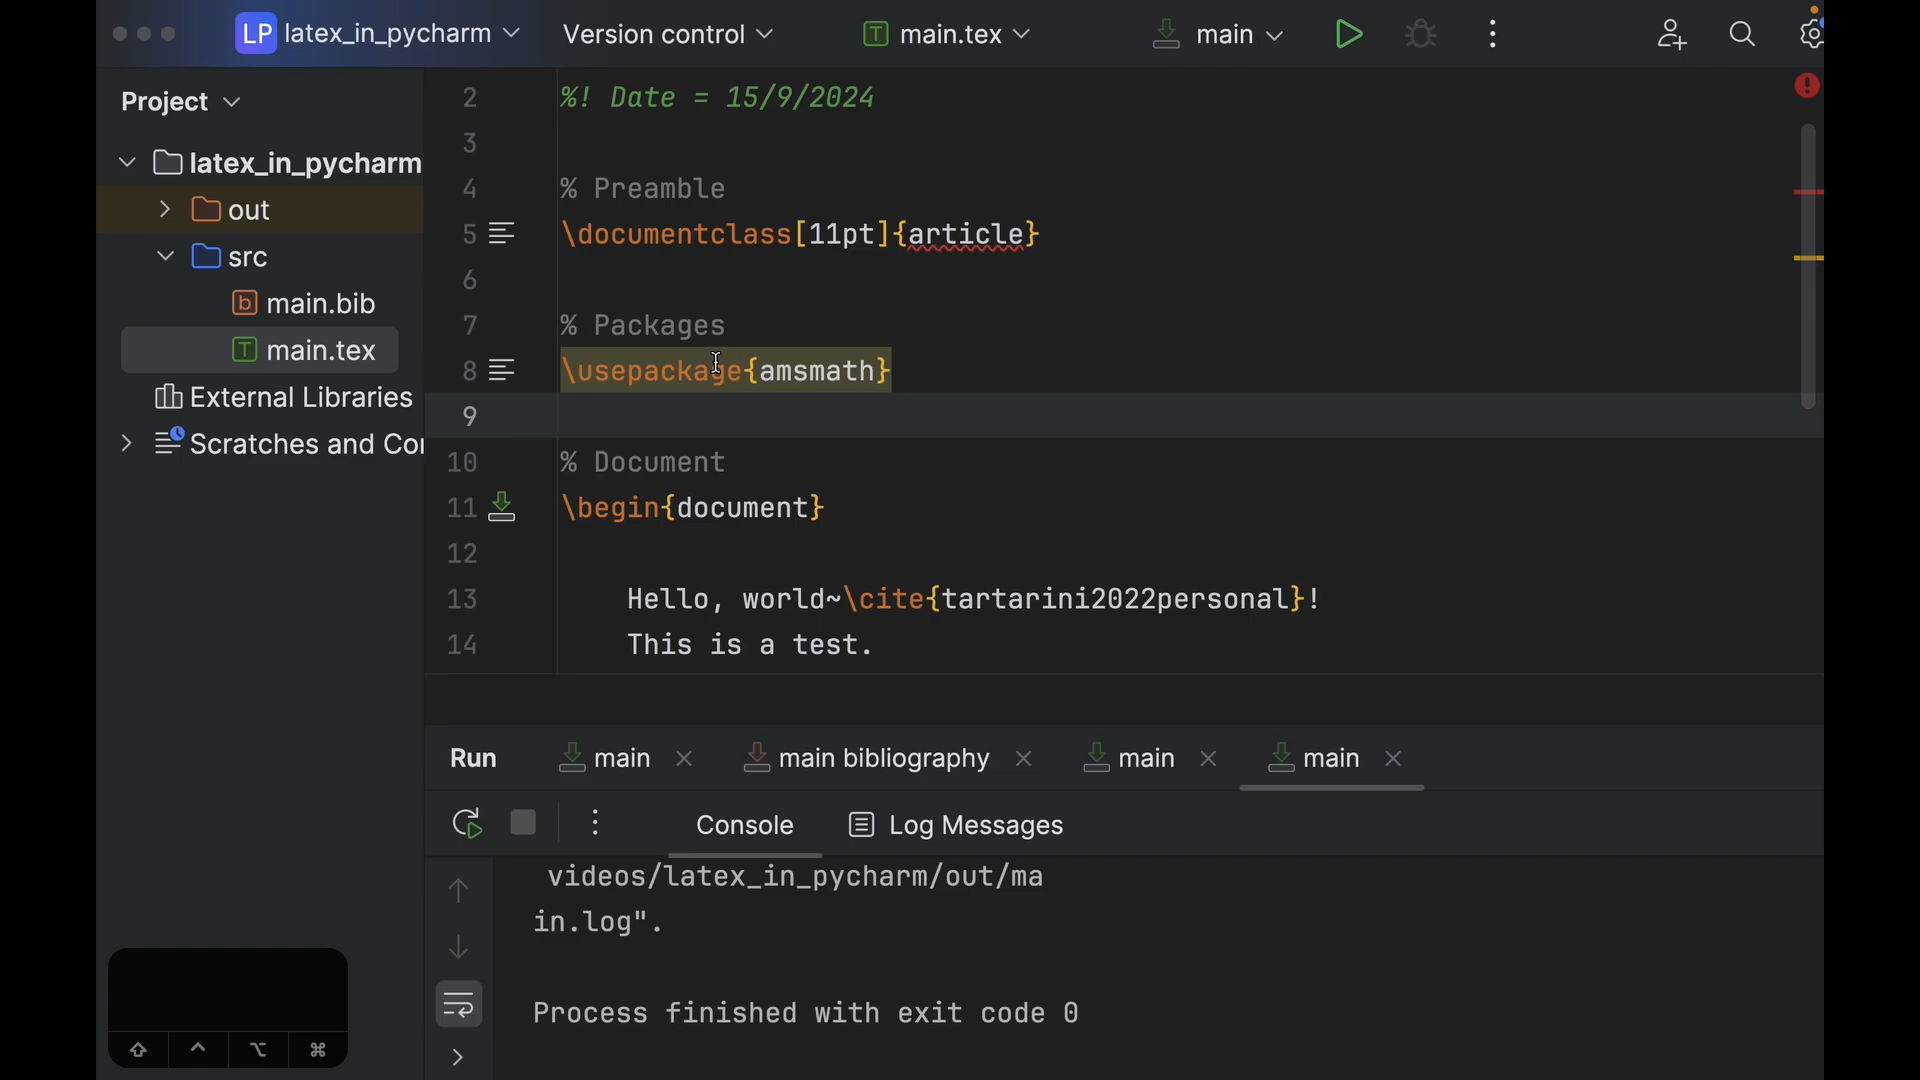 LP latex_in_pycharm Version control main.tex main
Project
latex_in_pycharm
out
src
main.bib
main.tex
External Libraries
Scratches and Co
2 %! Date = 15/9/2024
3
4 % Preamble
5 \documentclass[11pt]{article}
6
7 % Packages
8 \usepackage{amsmath}
9
10 % Document
11 \begin{document}
12
13 Hello, world~\cite{tartarini2022personal}!
14 This is a test.
Run main main bibliography main main
Console Log Messages
videos/latex_in_pycharm/out/ma
in.log".
Process finished with exit code 0